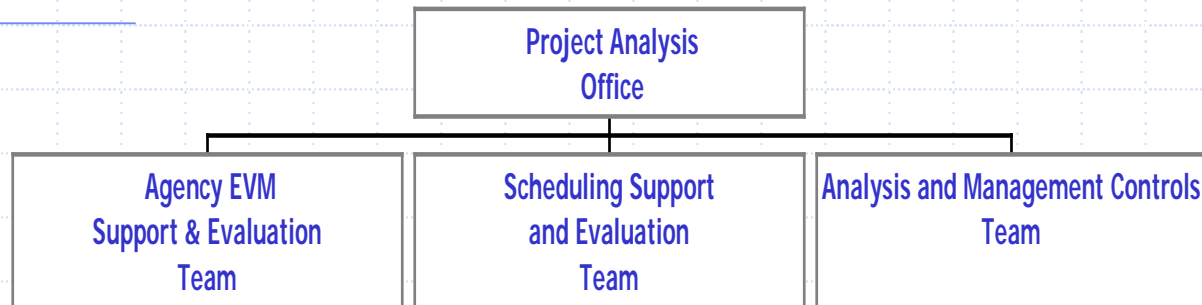 Project Analysis
Office
Agency EVM
Support & Evaluation
Team
Scheduling Support
and Evaluation
Team
Analysis and Management Controls
Team